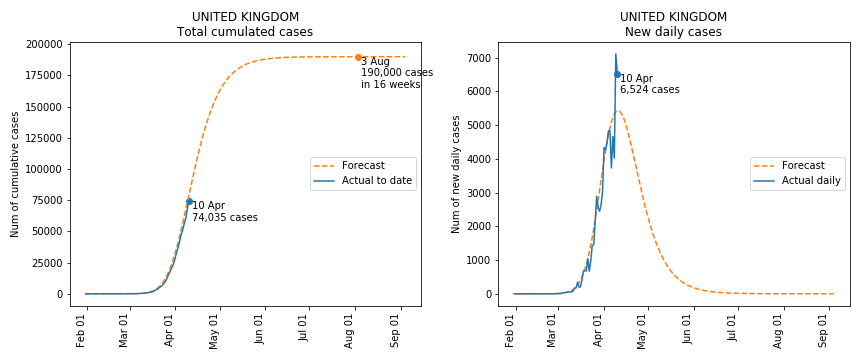 UNITED KINGDOM
Total cumulated cases
Num of cumulative cases
200000
175000
150000
125000
100000
75000
50000
25000
0
3 Aug
190,000 cases
in 16 weeks
Forecast
Actual to date
10 Apr
74,035 cases
Feb 01
Mar 01
Apr 01
May 01
Jun 01
Jul 01
Aug 01
Sep 01
UNITED KINGDOM
New daily cases
Num of new daily cases
7000
6000
5000
4000
3000
2000
1000
0
10 Apr
6,524 cases
Forecast
Actual daily
Feb 01
Mar 01
Apr 01
May 01
Jun 01
Jul 01
Aug 01
Sep 01